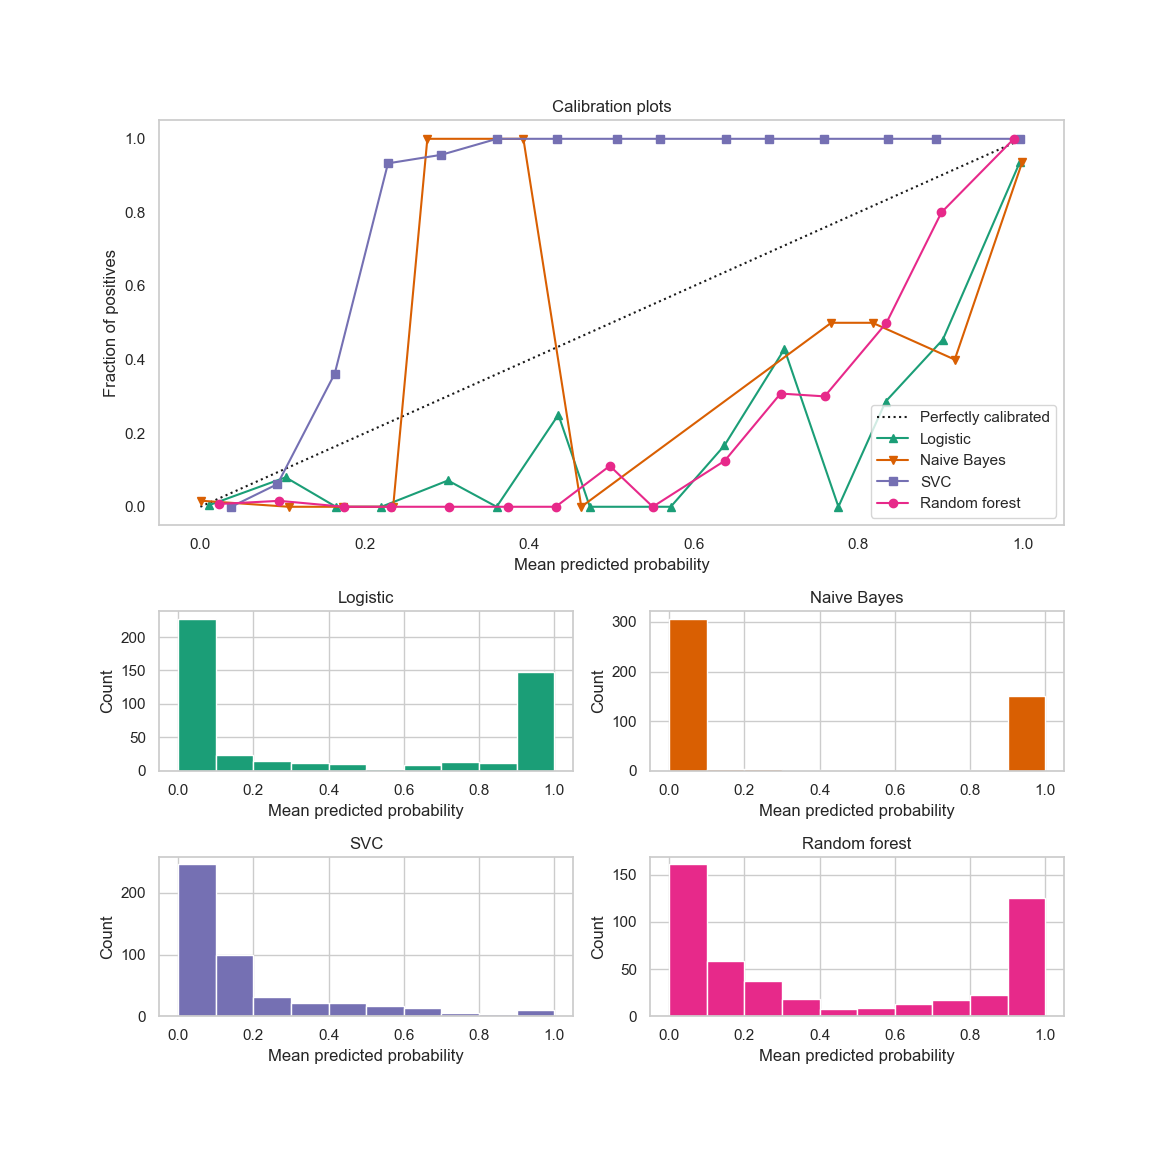 Calibration plots
1.0
0.8
0.6
0.4
0.2
0.0
Fraction of positives
0.0 0.2 0.4 0.6 0.8 1.0
Mean predicted probability
Perfectly calibrated
Logistic
Naive Bayes
SVC
Random forest
Logistic
200
150
100
50
0
Count
0.0 0.2 0.4 0.6 0.8 1.0
Mean predicted probability
Naive Bayes
300
200
100
0
Count
0.0 0.2 0.4 0.6 0.8 1.0
Mean predicted probability
SVC
200
100
0
Count
0.0 0.2 0.4 0.6 0.8 1.0
Mean predicted probability
Random forest
150
100
50
0
Count
0.0 0.2 0.4 0.6 0.8 1.0
Mean predicted probability